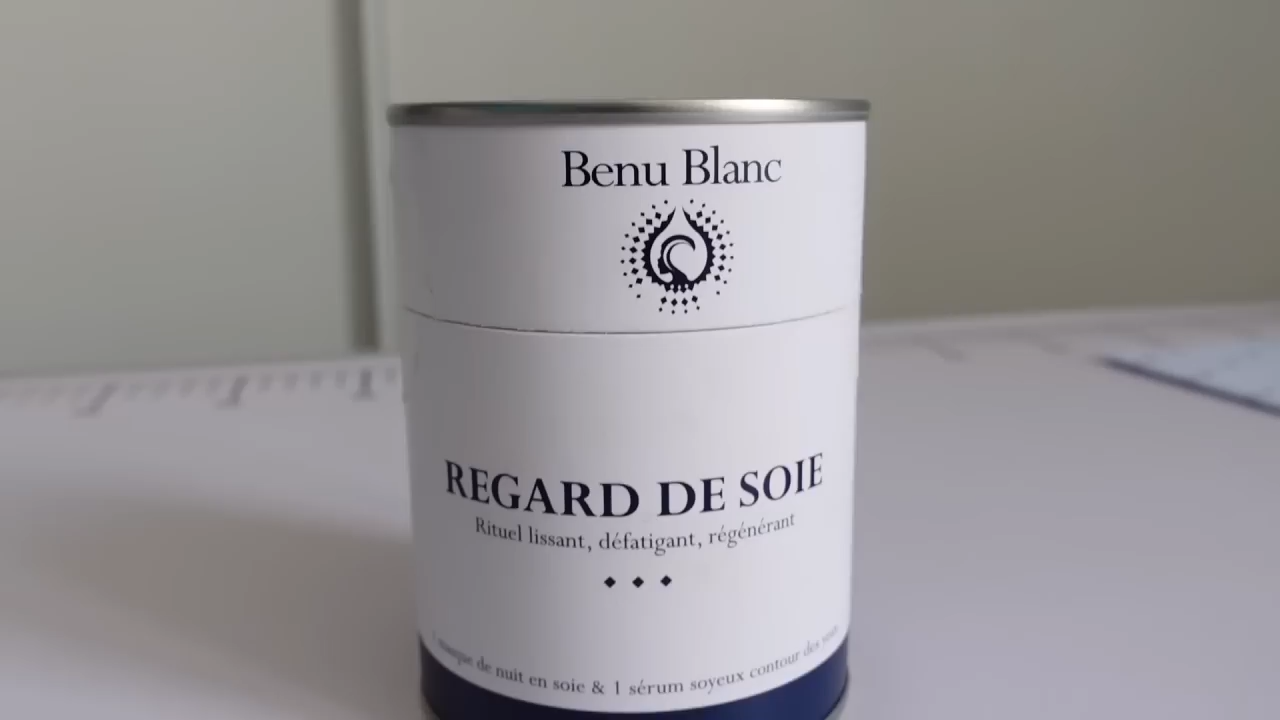 Benu Blanc
REGARD DE SOIE
Rituel lissant, défatigant, régénérant
masque de nuit en soie & 1 sérum soyeux contour des yeux